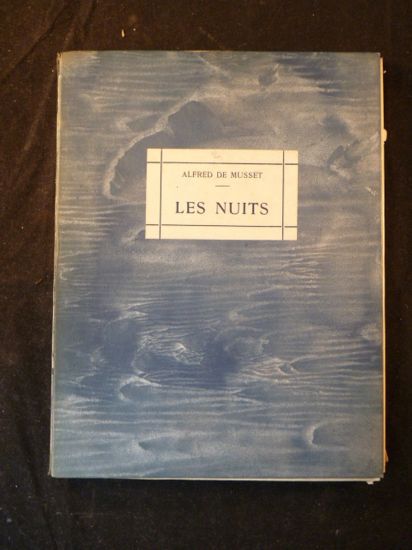 ALFRED DE MUSSET
LES NUITS